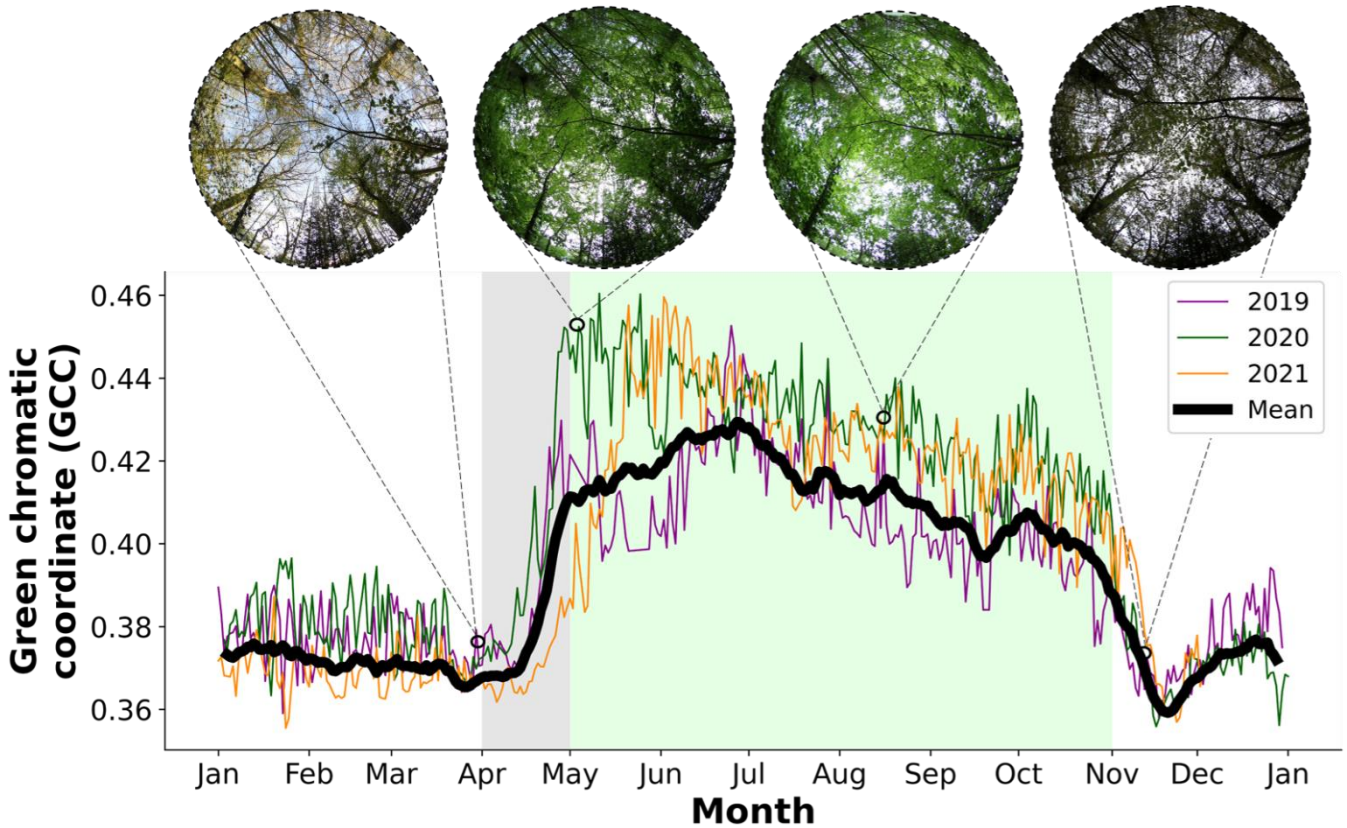 0.46
0.44
0.42
0.40
0.38
0.36
Green chromatic
coordinate (GCC)
2019
2020
2021
Mean
Jan Feb Mar Apr May Jun Jul Aug Sep Oct Nov Dec Jan
Month